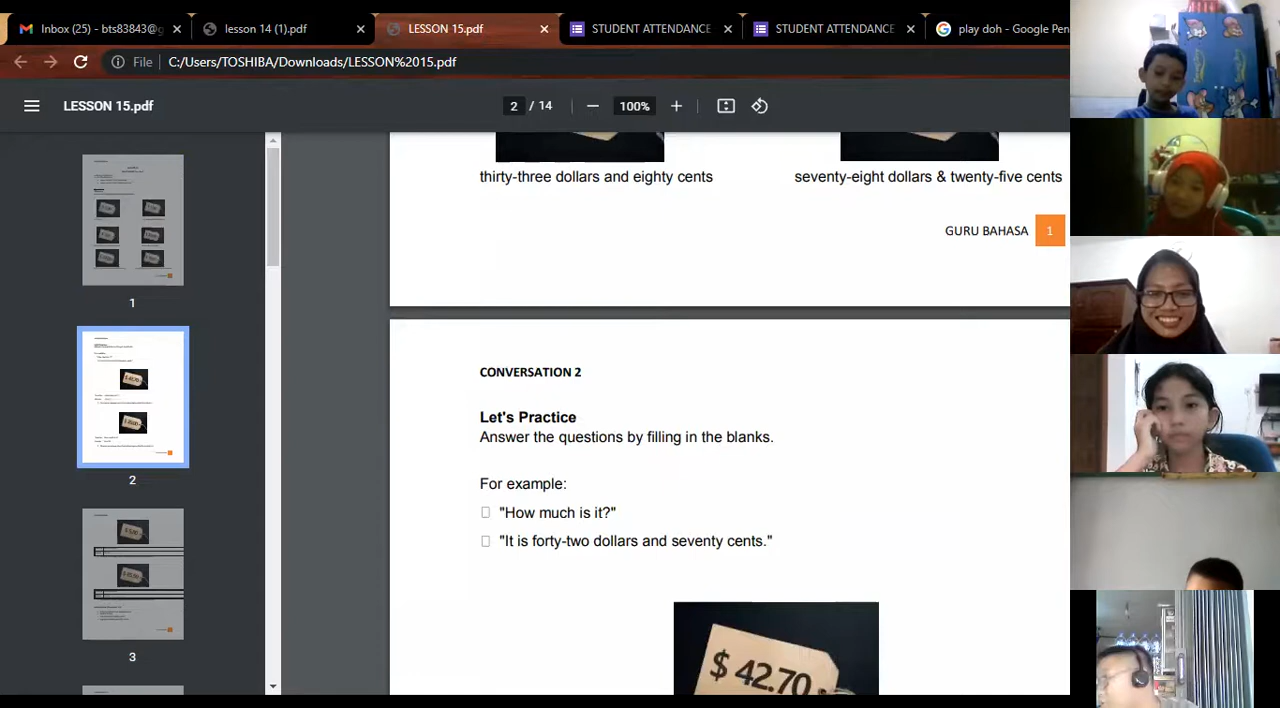 Inbox (25) - bts83843@g
lesson 14 (1).pdf
LESSON 15.pdf
STUDENT ATTENDANCE
STUDENT ATTENDANCE
play doh - Google Pen
File
C:/Users/TOSHIBA/Downloads/LESSON%2015.pdf
LESSON 15.pdf
2 / 14
100%
thirty-three dollars and eighty cents
seventy-eight dollars & twenty-five cents
GURU BAHASA 1
CONVERSATION 2
Let's Practice
Answer the questions by filling in the blanks.
For example:
"How much is it?"
"It is forty-two dollars and seventy cents."
$ 42.70
1
2
3